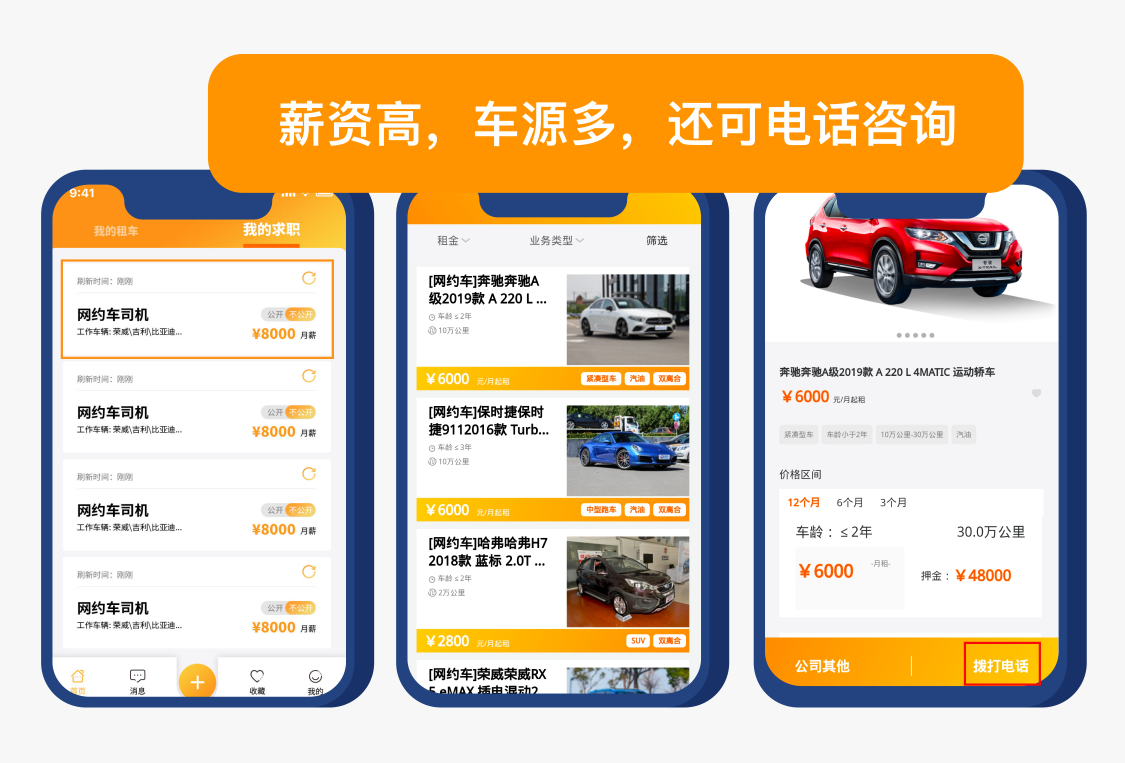 薪资高，车源多，还可电话咨询
9:41
我的租车
我的求职
刷新时间：刚刚
网约车司机
公开 不公开
工作车辆: 荣威\吉利\比亚迪...
¥8000 月薪
刷新时间：刚刚
网约车司机
公开 不公开
工作车辆: 荣威\吉利\比亚迪...
¥8000 月薪
刷新时间：刚刚
网约车司机
公开 不公开
工作车辆: 荣威\吉利\比亚迪...
¥8000 月薪
刷新时间：刚刚
网约车司机
公开 不公开
工作车辆: 荣威\吉利\比亚迪...
¥8000 月薪
首页
消息
收藏
我的
租金
业务类型
筛选
[网约车]奔驰奔驰A
级2019款 A 220 L ...
车龄 ≤ 2年
10万公里
￥6000 元/月起租
紧凑型车 汽油 双离合
[网约车]保时捷保时
捷9112016款 Turb...
车龄 ≤ 3年
10万公里
￥6000 元/月起租
中型跑车 汽油 双离合
[网约车]哈弗哈弗H7
2018款 蓝标 2.0T ...
车龄 ≤ 2年
2万公里
￥2800 元/月起租
SUV 双离合
[网约车]荣威荣威RX
5 eMAX 插电混动2
奔驰奔驰A级2019款 A 220 L 4MATIC 运动轿车
￥6000 元/月起租
紧凑型车 车龄小于2年 10万公里-30万公里 汽油
价格区间
12个月 6个月 3个月
车龄： ≤ 2年 30.0万公里
￥6000 -月租-
押金： ￥48000
公司其他
拨打电话